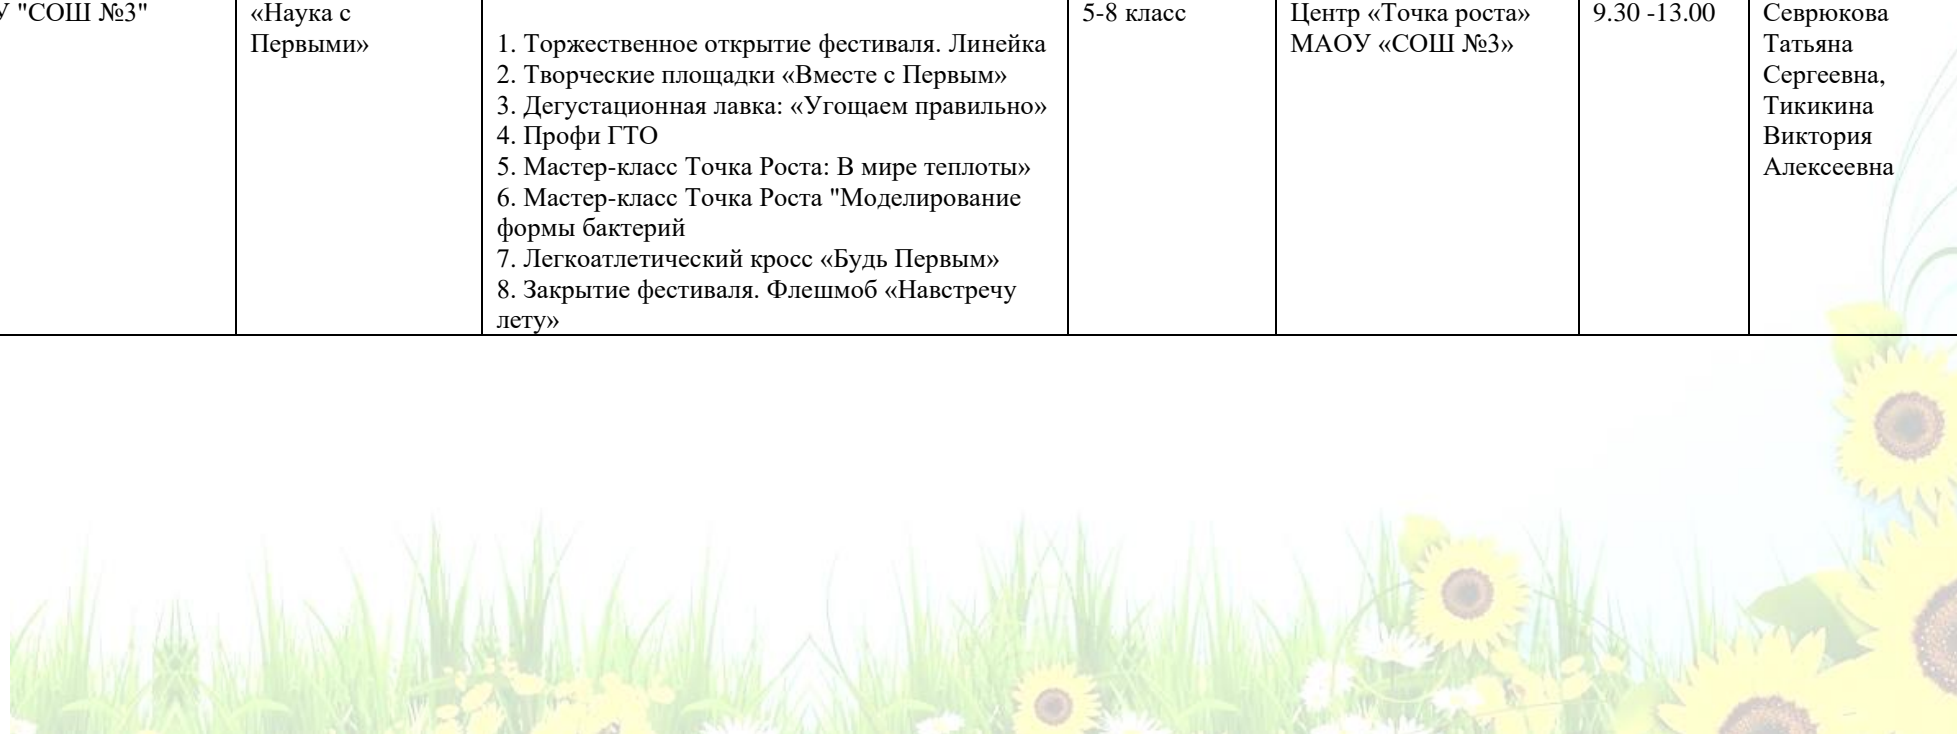 У "СОШ №3"
«Наука с
Первыми»
1. Торжественное открытие фестиваля. Линейка
2. Творческие площадки «Вместе с Первым»
3. Дегустационная лавка: «Угощаем правильно»
4. Профи ГТО
5. Мастер-класс Точка Роста: В мире теплоты»
6. Мастер-класс Точка Роста "Моделирование
формы бактерий
7. Легкоатлетический кросс «Будь Первым»
8. Закрытие фестиваля. Флешмоб «Навстречу
лету»
5-8 класс
Центр «Точка роста»
МАОУ «СОШ №3»
9.30 -13.00
Севрюкова
Татьяна
Сергеевна,
Тикикина
Виктория
Алексеевна